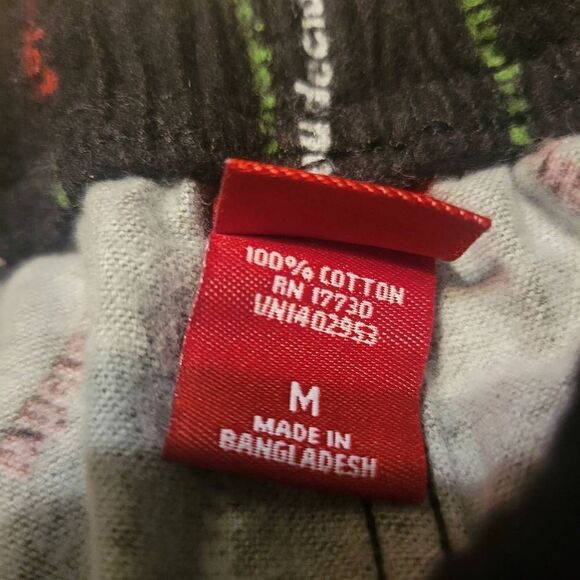 100% COTTON
RN 17730
UN1402953
M
MADE IN
BANGLADESH